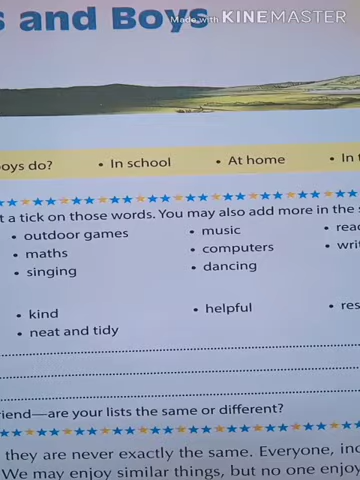 s and Boys
Made with KINEMASTER
boys do? • In school • At home • In
t a tick on those words. You may also add more in the
• outdoor games • music • rea
• maths • computers • wri
• singing • dancing
• kind • helpful • res
• neat and tidy
riend—are your lists the same or different?
they are never exactly the same. Everyone, inc
We may enjoy similar things, but no one enjoy